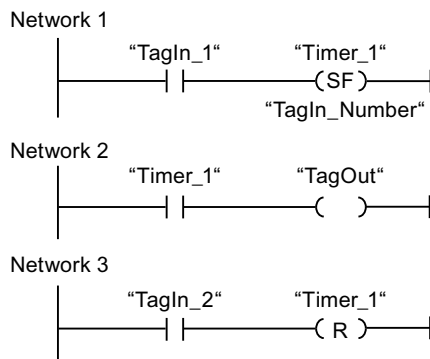 Network 1
“TagIn_1“ “Timer_1“
SF
“TagIn_Number“
Network 2
“Timer_1“ “TagOut“
Network 3
“TagIn_2“ “Timer_1“
R